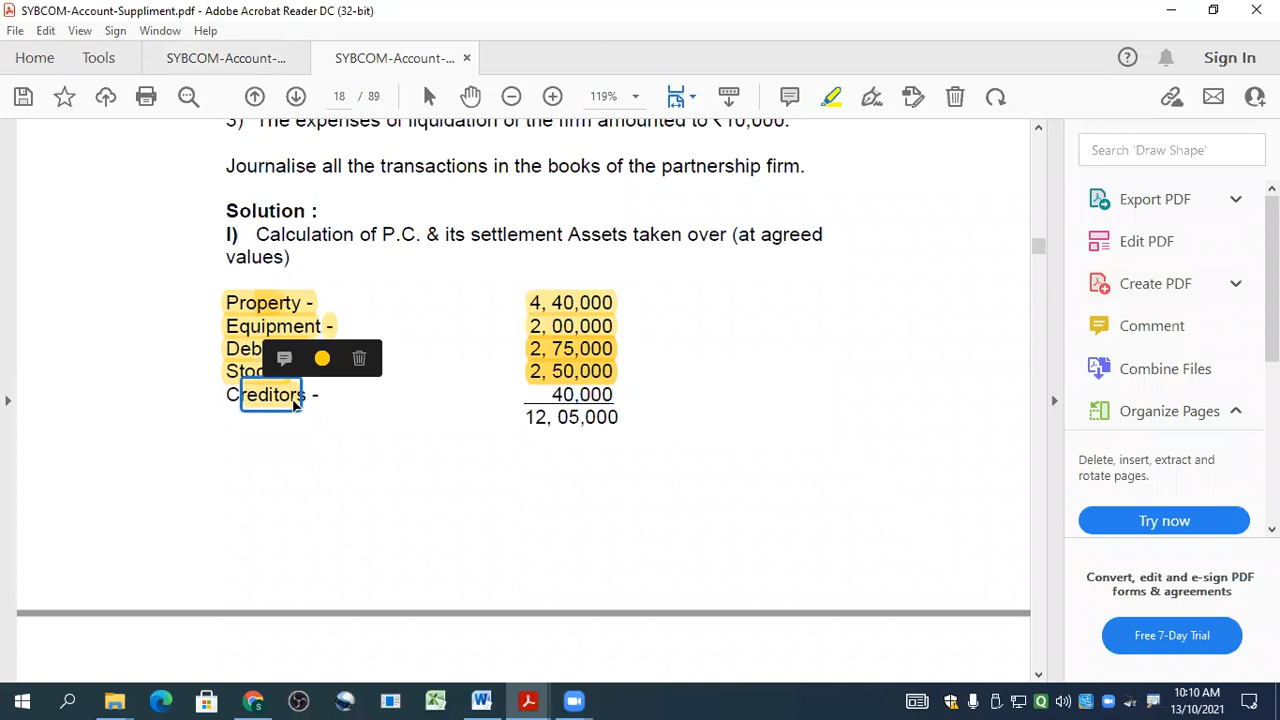 SYBCOM-Account-Suppliment.pdf - Adobe Acrobat Reader DC (32-bit)
File Edit View Sign Window Help
Home Tools SYBCOM-Account-... SYBCOM-Account-... × Sign In
18 / 89 119%
3) The expenses of liquidation of the firm amounted to ₹10,000.
Journalise all the transactions in the books of the partnership firm.
Solution :
I) Calculation of P.C. & its settlement Assets taken over (at agreed
values)
Property - 4, 40,000
Equipment - 2, 00,000
Deb 2, 75,000
Stoc 2, 50,000
Creditors - 40,000
12, 05,000
Search 'Draw Shape'
Export PDF
Edit PDF
Create PDF
Comment
Combine Files
Organize Pages
Delete, insert, extract and
rotate pages.
Try now
Convert, edit and e-sign PDF
forms & agreements
Free 7-Day Trial
10:10 AM
13/10/2021